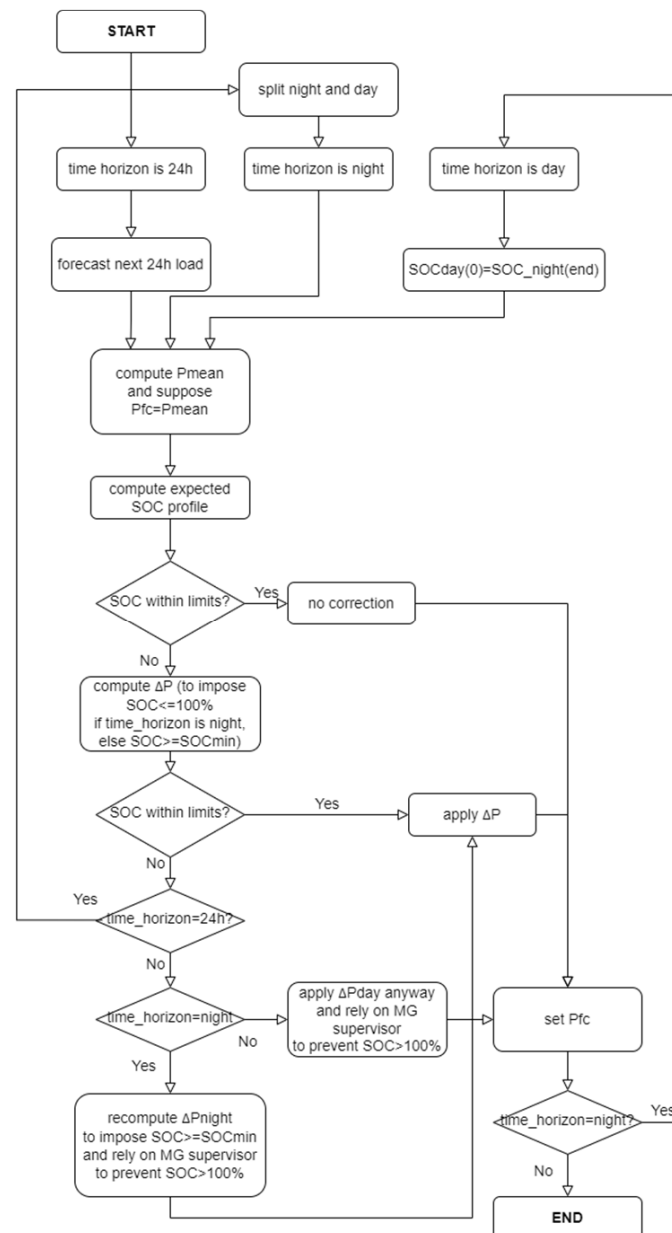 START
split night and day
time horizon is 24h
time horizon is night
time horizon is day
forecast next 24h load
SOCday(0)=SOC_night(end)
compute Pmean
and suppose
Pfc=Pmean
compute expected
SOC profile
SOC within limits?
Yes
no correction
No
compute ΔP (to impose
SOC<=100%
if time_horizon is night,
else SOC>=SOCmin)
SOC within limits?
Yes
apply ΔP
No
Yes
time_horizon=24h?
No
time_horizon=night
No
apply ΔPday anyway
and rely on MG
supervisor
to prevent SOC>100%
set Pfc
Yes
recompute ΔPnight
to impose SOC>=SOCmin
and rely on MG supervisor
to prevent SOC>100%
time_horizon=night?
Yes
No
END